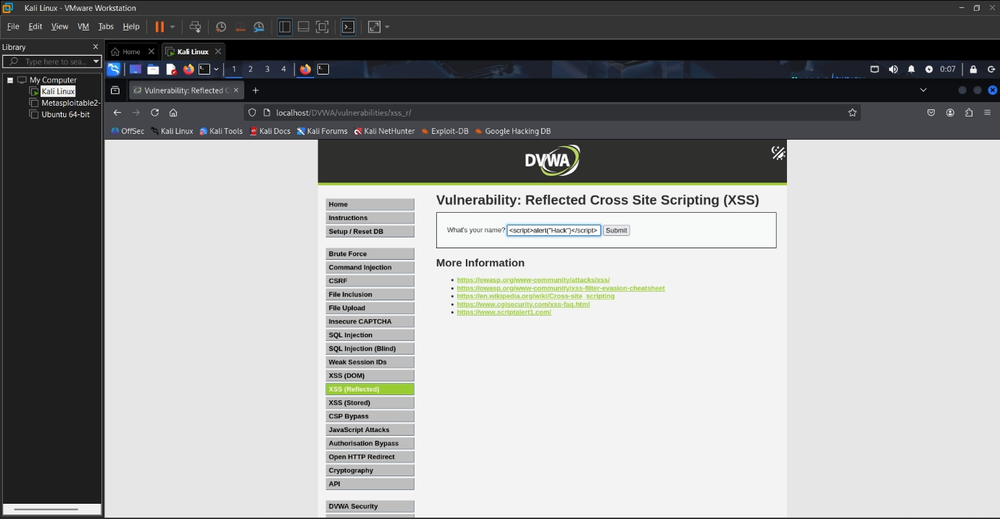 Kali Linux - VMware Workstation
File Edit View VM Tabs Help
Library
Type here to sea...
My Computer
Kali Linux
Metasploitable2-
Ubuntu 64-bit
Home
Kali Linux
1 2 3 4
0:07
Vulnerability: Reflected C
localhost/DVWA/vulnerabilities/xss_r/
OffSec Kali Linux Kali Tools Kali Docs Kali Forums Kali NetHunter Exploit-DB Google Hacking DB
DVWA
Home
Instructions
Setup / Reset DB
Brute Force
Command Injection
CSRF
File Inclusion
File Upload
Insecure CAPTCHA
SQL Injection
SQL Injection (Blind)
Weak Session IDs
XSS (DOM)
XSS (Reflected)
XSS (Stored)
CSP Bypass
JavaScript Attacks
Authorisation Bypass
Open HTTP Redirect
Cryptography
API
DVWA Security
Vulnerability: Reflected Cross Site Scripting (XSS)
What's your name? <script>alert("Hack")</script> Submit
More Information
https://owasp.org/www-community/attacks/xss/
https://owasp.org/www-community/xss-filter-evasion-cheatsheet
https://en.wikipedia.org/wiki/Cross-site_scripting
https://www.cgisecurity.com/xss-faq.html
https://www.scriptalert1.com/